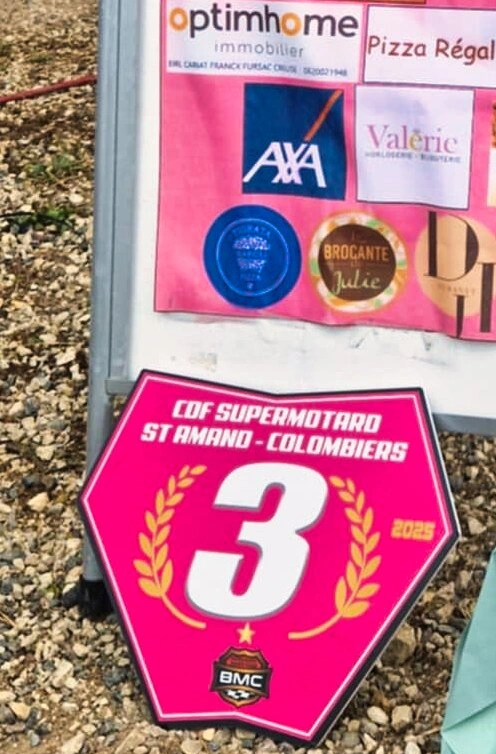 optimhome
immobilier
Pizza Régal
AXA
Valérie
HORLOGERIE - BIJOUTERIE
BROCANTE
Julie
CDF SUPERMOTARD
ST AMAND - COLOMBIERS
3
2025
BMC